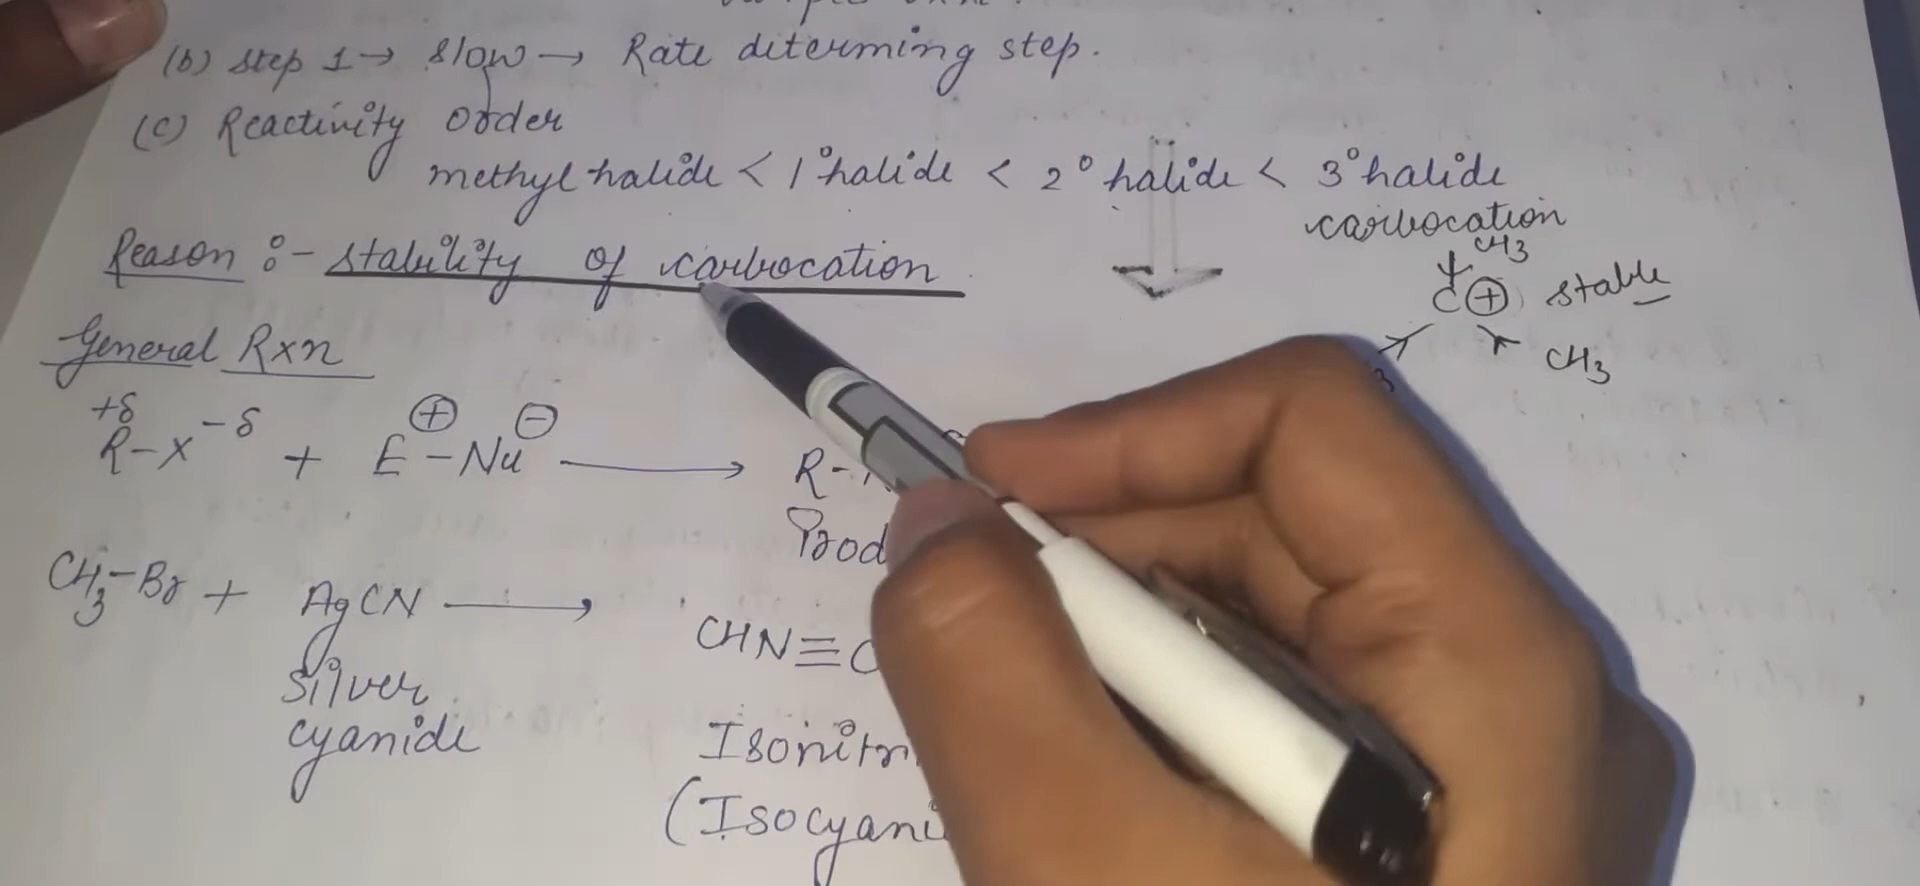 (b) step 1 → slow → Rate determing step.
(c) Reactivity order
methyl halide < 1° halide < 2° halide < 3° halide
carbocation
Reason :- stability of carbocation
CH3
C⊕ stable
CH3
General Rxn
+δ R-X -δ + E⊕ - Nu⊖ → R-
Prod
CH3-Br + AgCN → CHN≡C
silver
cyanide
Isonitr
(Isocyani